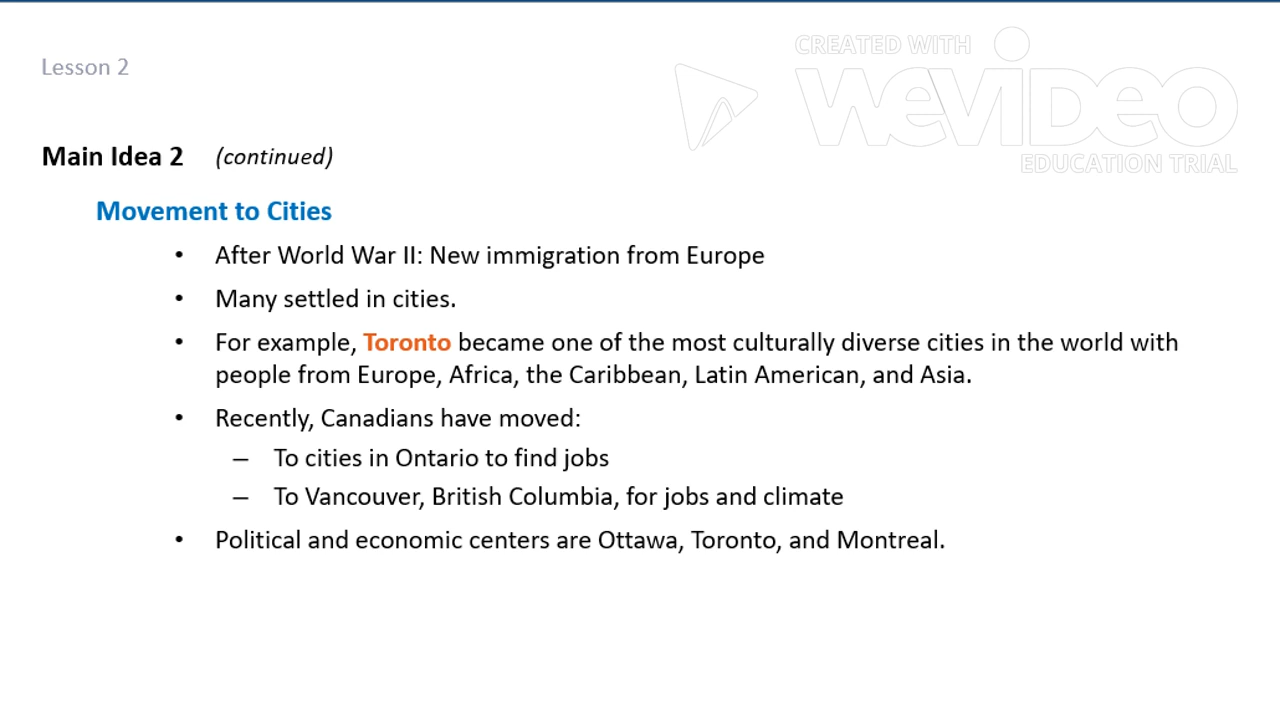 CREATED WITH
Lesson 2
WeVideo
EDUCATION TRIAL
Main Idea 2 (continued)
Movement to Cities
• After World War II: New immigration from Europe
• Many settled in cities.
• For example, Toronto became one of the most culturally diverse cities in the world with
people from Europe, Africa, the Caribbean, Latin American, and Asia.
• Recently, Canadians have moved:
– To cities in Ontario to find jobs
– To Vancouver, British Columbia, for jobs and climate
• Political and economic centers are Ottawa, Toronto, and Montreal.